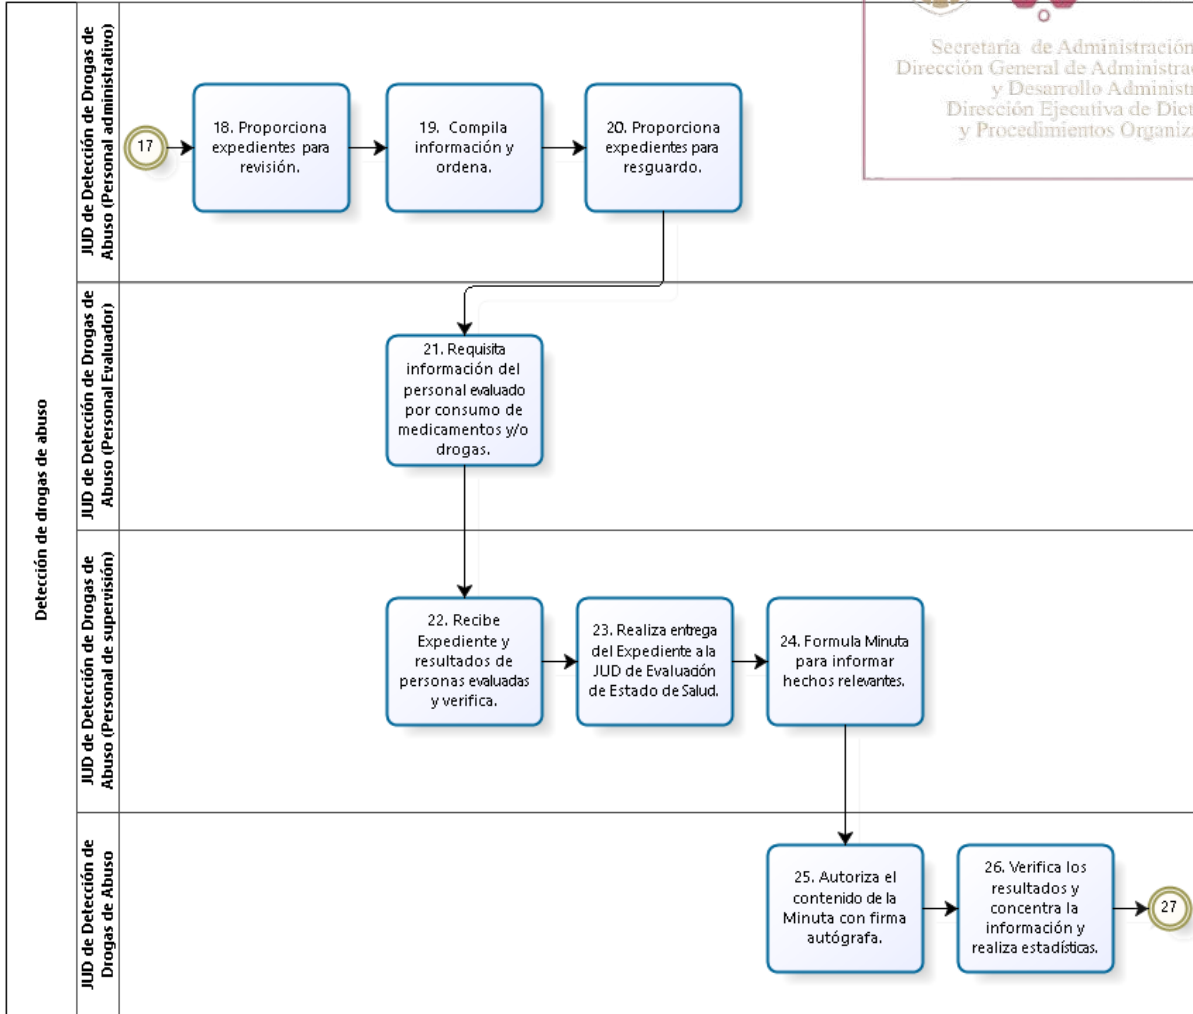 Secretaría de Administración
Dirección General de
y Desarrollo
Dirección Ejecutiva de
y Procedimientos
Detección de drogas de abuso
JUD de Detección de Drogas de
Abuso (Personal administrativo)
17
18. Proporciona
expedientes para
revisión.
19. Compila
información y
ordena.
20. Proporciona
expedientes para
resguardo.
JUD de Detección de Drogas de
Abuso (Personal Evaluador)
21. Requisita
información del
personal evaluado
por consumo de
medicamentos y/o
drogas.
JUD de Detección de Drogas de
Abuso (Personal de supervisión)
22. Recibe
Expediente y
resultados de
personas evaluadas
y verifica.
23. Realiza entrega
del Expediente a la
JUD de Evaluación
de Estado de Salud.
24. Formula Minuta
para informar
hechos relevantes.
JUD de Detección de
Drogas de Abuso
25. Autoriza el
contenido de la
Minuta con firma
autógrafa.
26. Verifica los
resultados y
concentra la
información y
realiza estadísticas.
27